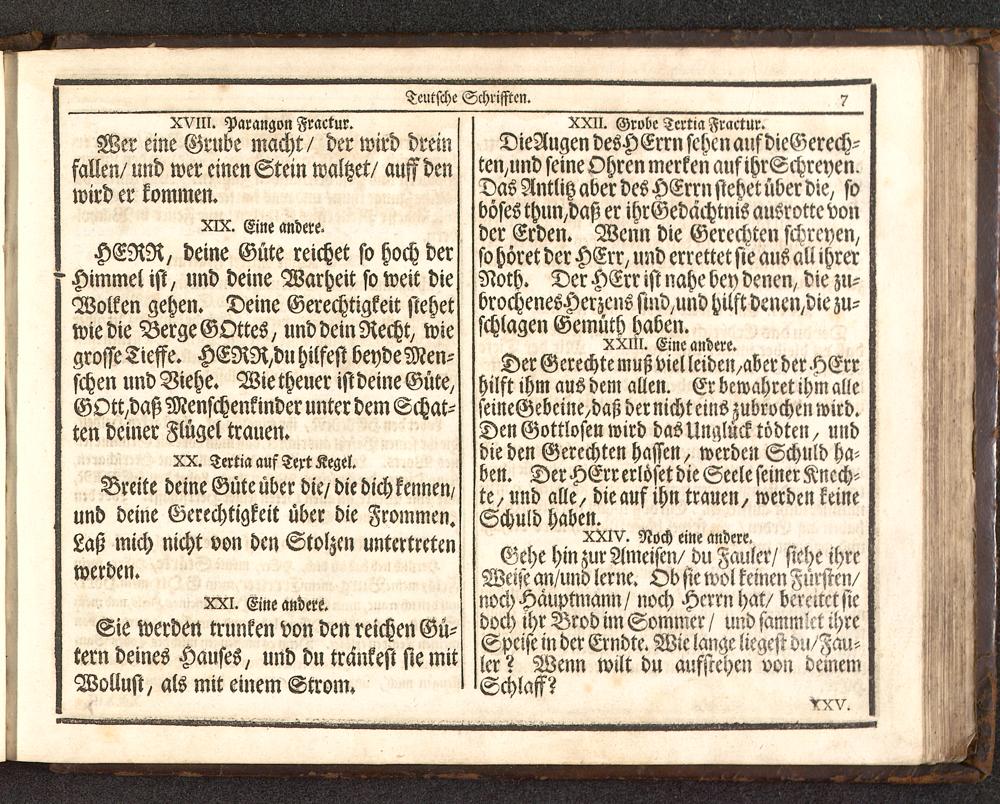 Teutsche Schrifften. 7
XVIII. Parangon Fractur.
Wer eine Grube macht/ der wird drein
fallen/ und wer einen Stein waltzet/ auff den
wird er kommen.
XIX. Eine andere.
HERR, deine Güte reichet so hoch der
Himmel ist, und deine Warheit so weit die
Wolken gehen. Deine Gerechtigkeit stehet
wie die Berge GOttes, und dein Recht, wie
grosse Tieffe. HERR, du hilfest beyde Men-
schen und Viehe. Wie theuer ist deine Güte,
GOtt, daß Menschenkinder unter dem Schat-
ten deiner Flügel trauen.
XX. Tertia auf Text Kegel.
Breite deine Güte über die/ die dich kennen/
und deine Gerechtigkeit über die Frommen.
Laß mich nicht von den Stolzen untertreten
werden.
XXI. Eine andere.
Sie werden trunken von den reichen Gü-
tern deines Hauses, und du tränkest sie mit
Wollust, als mit einem Strom.
XXII. Grobe Tertia Fractur.
Die Augen des HErrn sehen auf die Gerech-
ten, und seine Ohren merken auf ihr Schreyen.
Das Antlitz aber des HErrn stehet über die, so
böses thun, daß er ihr Gedächtnis ausrotte von
der Erden. Wenn die Gerechten schreyen,
so höret der HErr, und errettet sie aus all ihrer
Noth. Der HErr ist nahe bey denen, die zu-
brochenes Herzens sind, und hilft denen, die zu-
schlagen Gemüth haben.
XXIII. Eine andere.
Der Gerechte muß viel leiden, aber der HErr
hilft ihm aus dem allen. Er bewahret ihm alle
seine Gebeine, daß der nicht eins zubrochen wird.
Den Gottlosen wird das Unglück tödten, und
die den Gerechten hassen, werden Schuld ha-
ben. Der HErr erlöset die Seele seiner Knech-
te, und alle, die auf ihn trauen, werden keine
Schuld haben.
XXIV. Noch eine andere.
Gehe hin zur Ameisen/ du Fauler/ siehe ihre
Weise an/ und lerne. Ob sie wol keinen Fürsten/
noch Häuptmann/ noch Herrn hat/ bereitet sie
doch ihr Brod im Sommer/ und sammlet ihre
Speise in der Erndte. Wie lange liegest du/ Fau-
ler? Wenn wilt du aufstehen von deinem
Schlaff?
XXV.